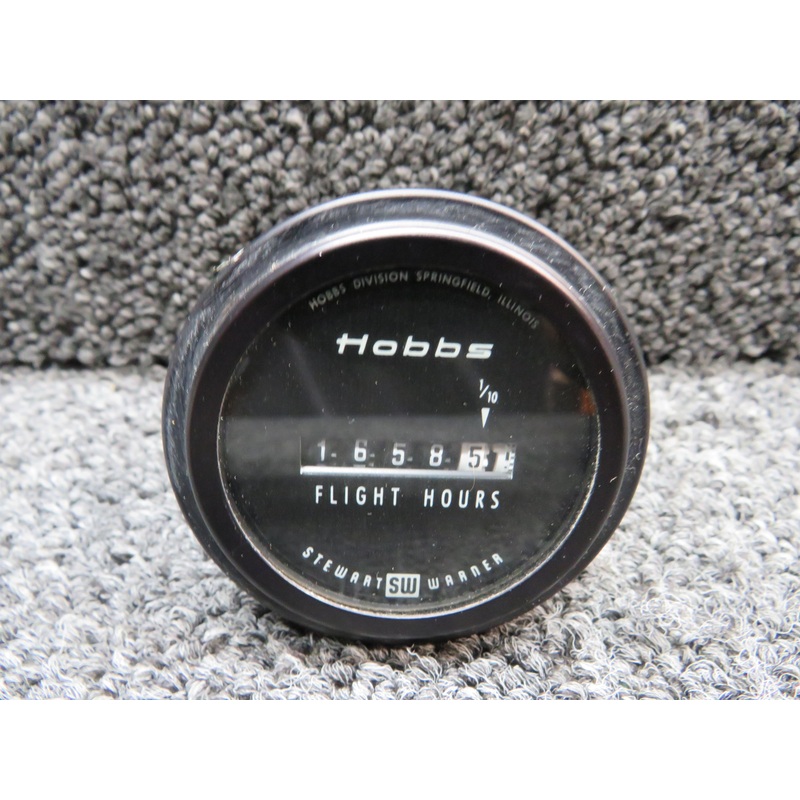 HOBBS DIVISION SPRINGFIELD, ILLINOIS
Hobbs
1/10
1 6 5 8 5
FLIGHT HOURS
STEWART SW WARNER